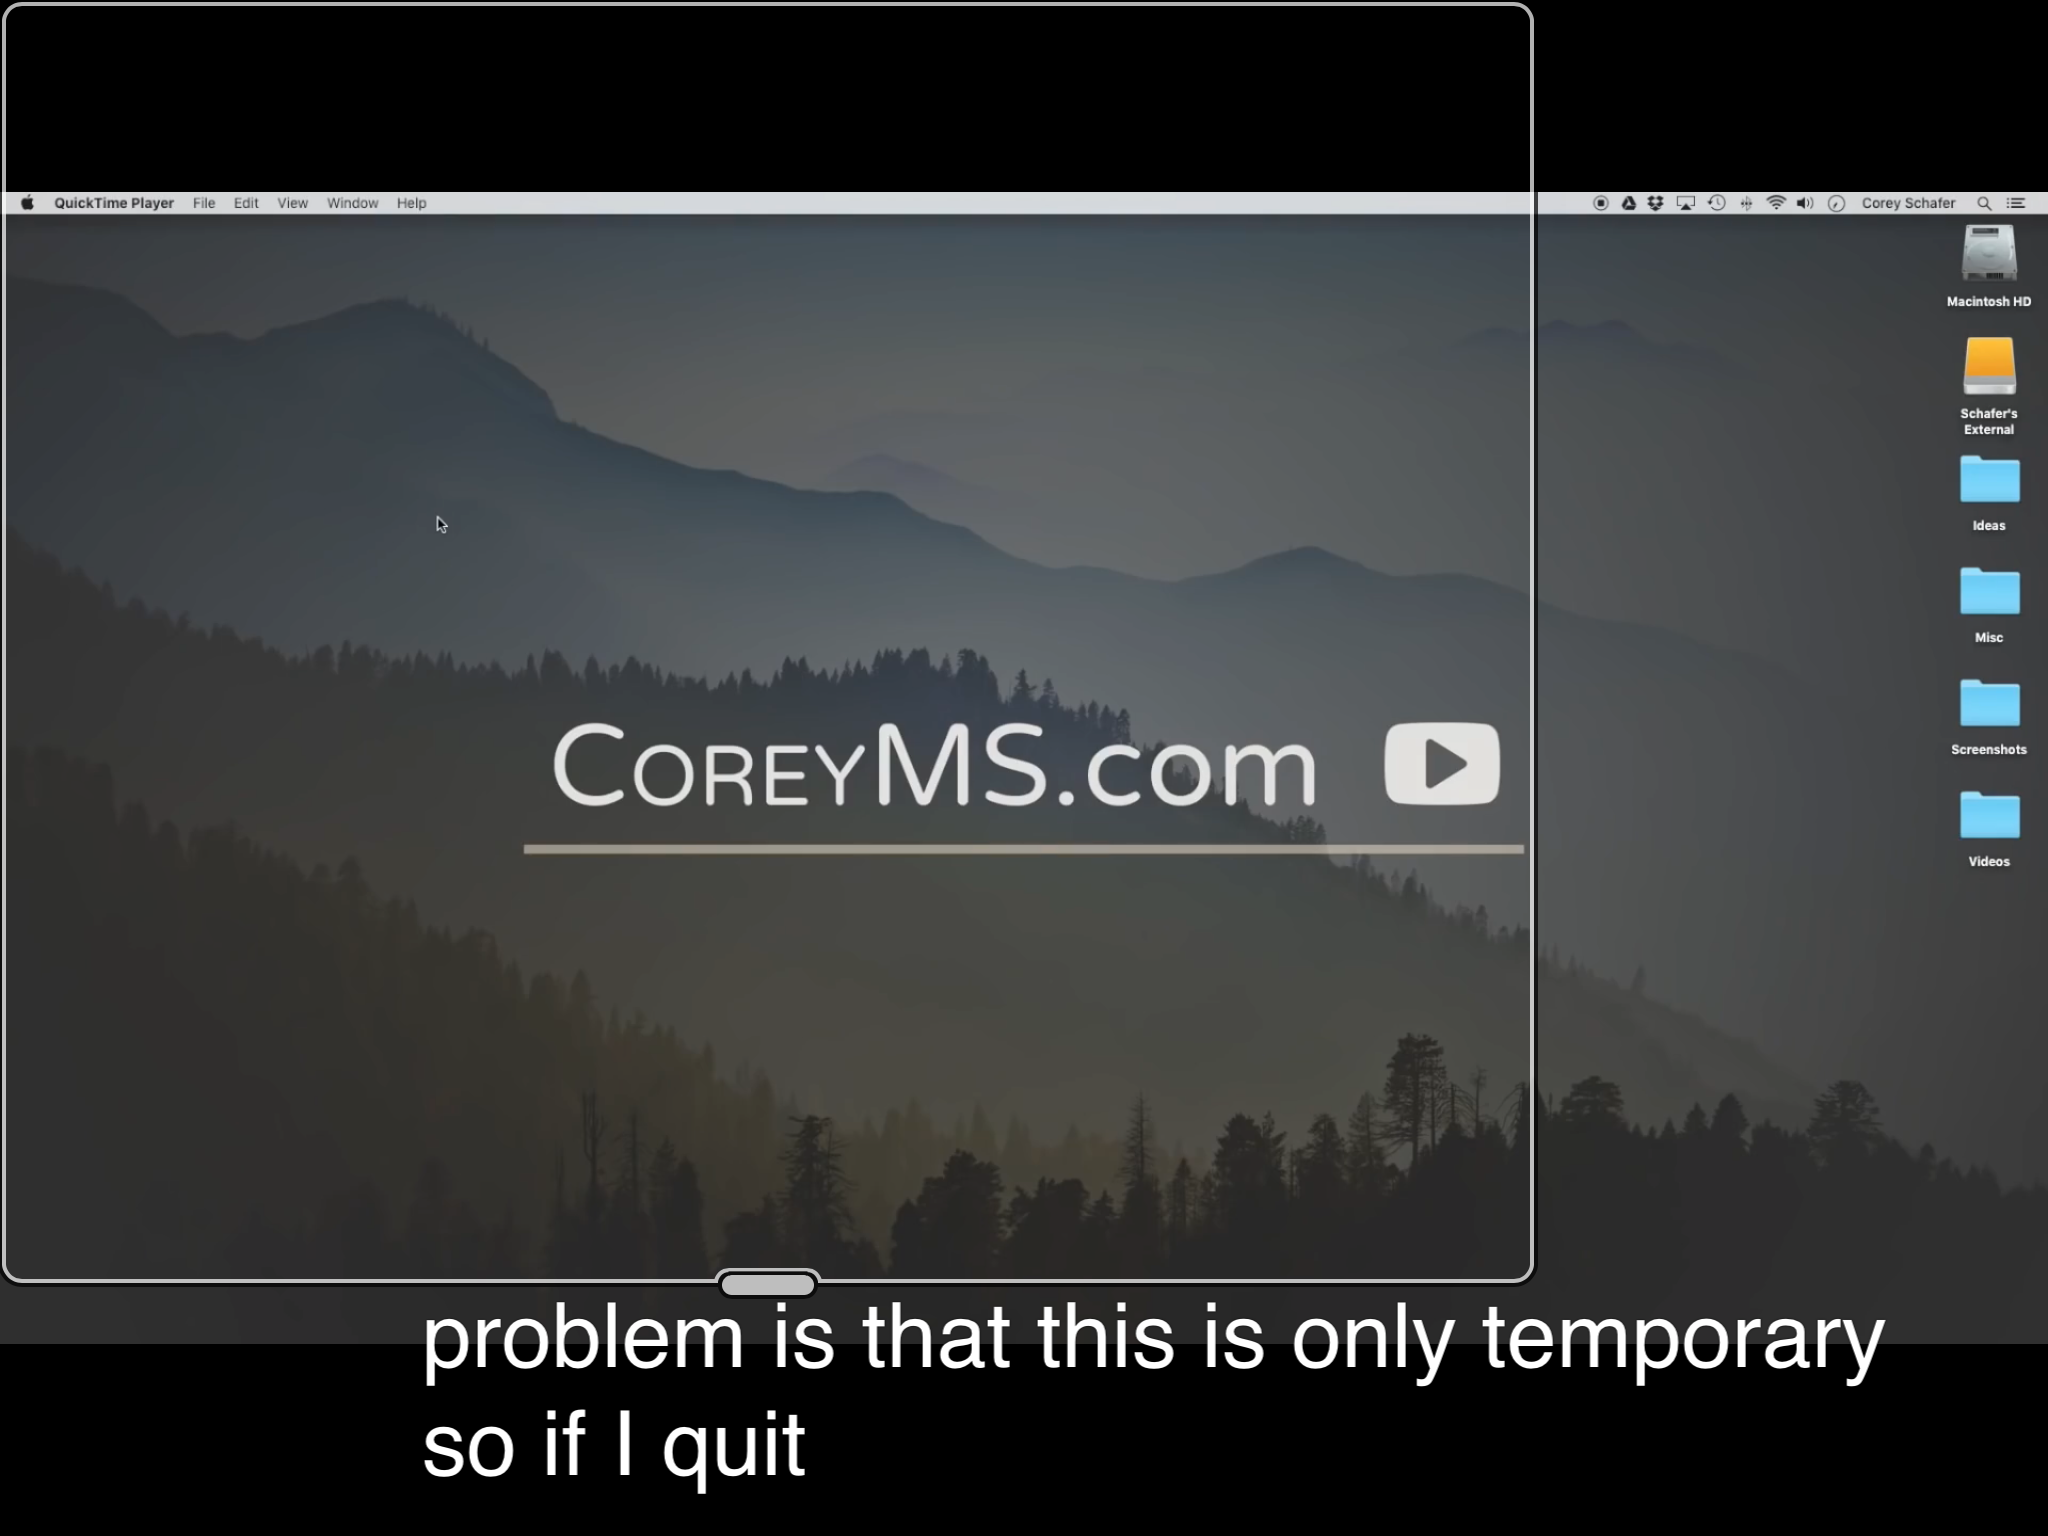 QuickTime Player File Edit View Window Help Corey Schafer
Macintosh HD
Schafer's
External
Ideas
Misc
Screenshots
Videos
CoreyMS.com
problem is that this is only temporary
so if I quit